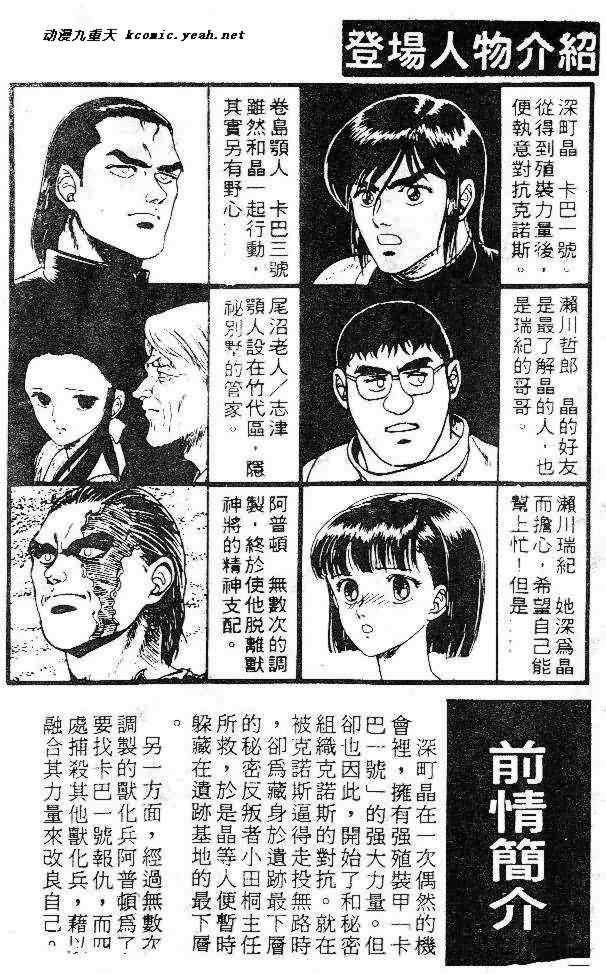 动漫九重天 kcomic.yeah.net
登場人物介紹
深町晶 卡巴一號。
從得到殖裝力量後，
便執意對抗克諾斯。
卷島顎人 卡巴三號
雖然和晶一起行動，
其實另有野心……
瀨川哲郎 晶的好友
是最了解晶的人，也
是瑞紀的哥哥。
尾沼老人／志津
顎人設在竹代區，隱
祕別墅的管家。
瀨川瑞紀 她深爲晶
而擔心，希望自己能
幫上忙！但是……
阿普頓 無數次的調
製，終於使他脫離獸
神將的精神支配。
前情簡介
深町晶在一次偶然的機
會裡，擁有强殖裝甲「卡
巴一號」的强大力量。但
卻也因此，開始了和秘密
組織克諾斯的對抗。就在
被克諾斯逼得走投無路時
，卻爲藏身於遺跡最下層
的秘密反叛者小田桐主任
所救，於是晶等人便暫時
躲藏在遺跡基地的最下層
。
另一方面，經過無數次
調製的獸化兵阿普頓爲了
要找卡巴一號報仇，而四
處捕殺其他獸化兵，藉以
融合其力量來改良自己。